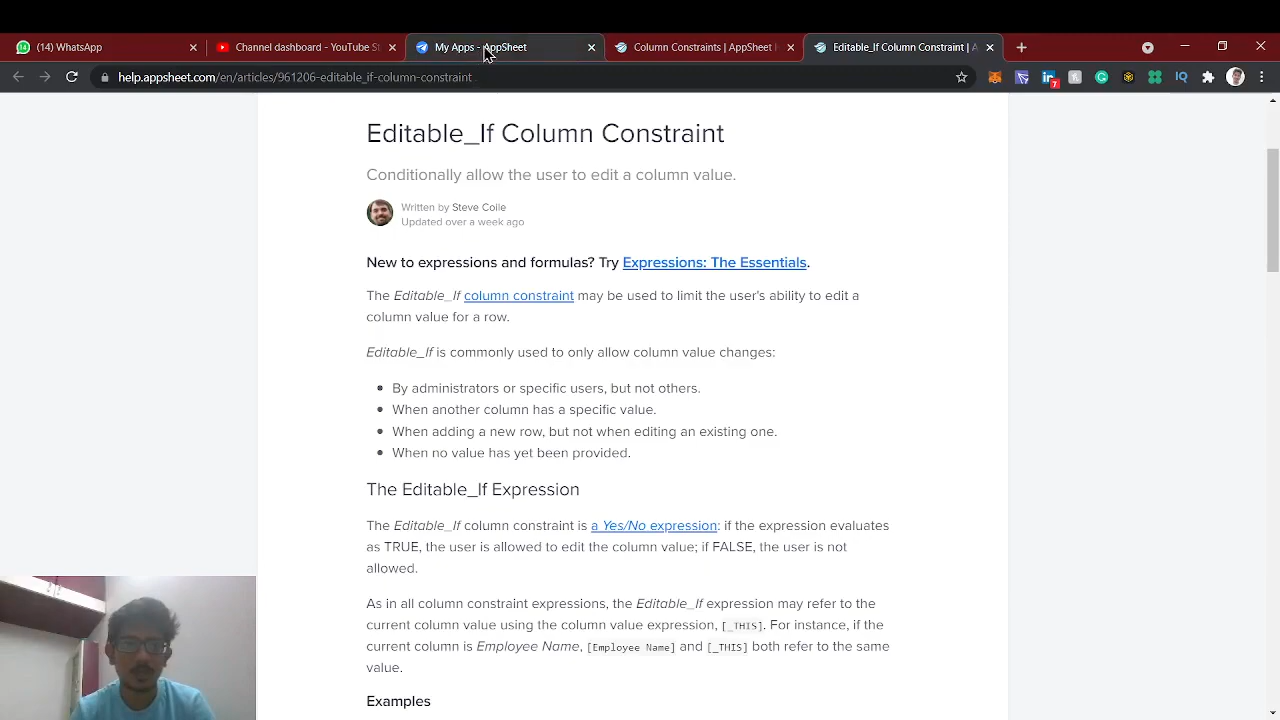 (14) WhatsApp
Channel dashboard - YouTube St
My Apps - AppSheet
Column Constraints | AppSheet
Editable_If Column Constraint | A
help.appsheet.com/en/articles/961206-editable_if-column-constraint
7
Editable_If Column Constraint
Conditionally allow the user to edit a column value.
Written by Steve Coile
Updated over a week ago
New to expressions and formulas? Try Expressions: The Essentials.
The Editable_If column constraint may be used to limit the user's ability to edit a
column value for a row.
Editable_If is commonly used to only allow column value changes:
• By administrators or specific users, but not others.
• When another column has a specific value.
• When adding a new row, but not when editing an existing one.
• When no value has yet been provided.
The Editable_If Expression
The Editable_If column constraint is a Yes/No expression: if the expression evaluates
as TRUE, the user is allowed to edit the column value; if FALSE, the user is not
allowed.
As in all column constraint expressions, the Editable_If expression may refer to the
current column value using the column value expression, [_THIS]. For instance, if the
current column is Employee Name, [Employee Name] and [_THIS] both refer to the same
value.
Examples